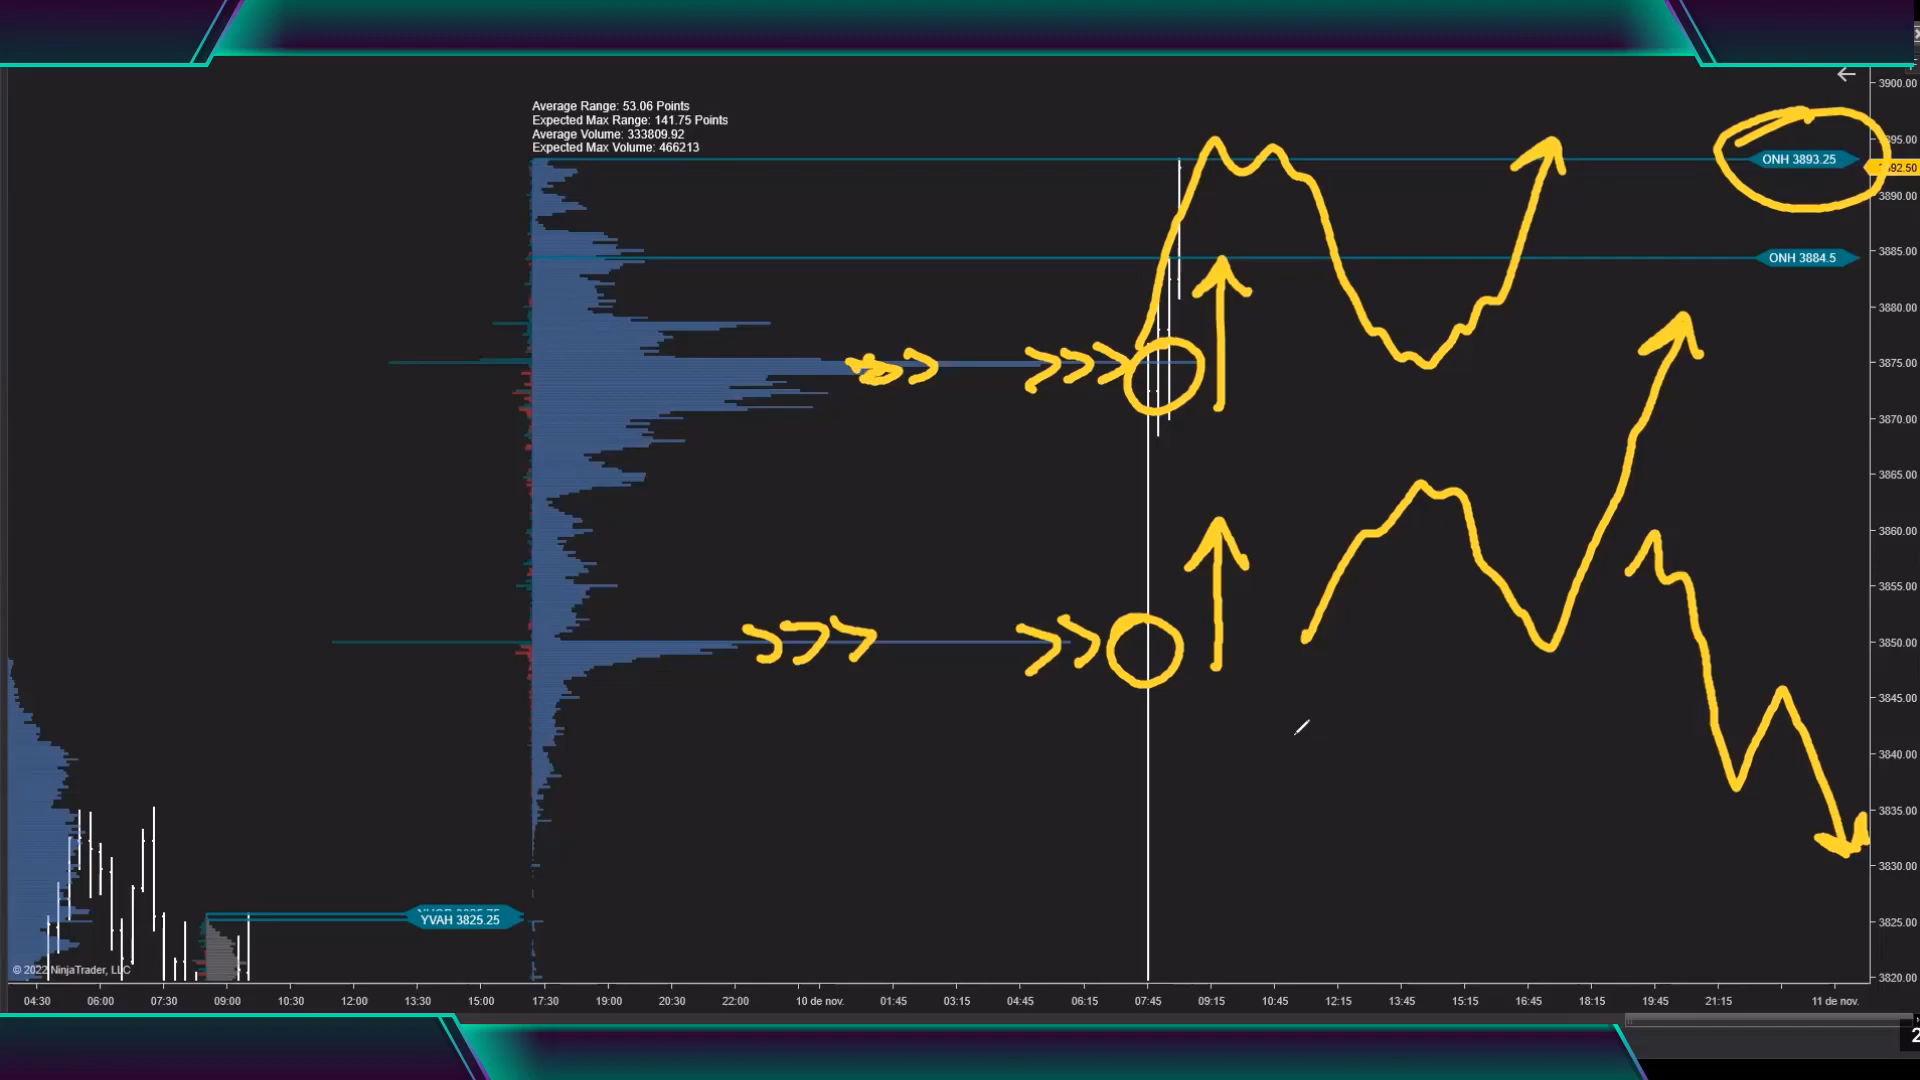 3900.00
Average Range: 53.06 Points
Expected Max Range: 141.75 Points
Average Volume: 333809.92
Expected Max Volume: 466213
ONH 3893.25
3890.00
3885.00
ONH 3884.5
3880.00
3875.00
3870.00
3865.00
3860.00
3855.00
3850.00
3845.00
3840.00
3835.00
3830.00
3825.00
YVAH 3825.25
3820.00
© 2022 NinjaTrader, LLC
04:30 06:00 07:30 09:00 10:30 12:00 13:30 15:00 17:30 19:00 20:30 22:00 10 de nov. 01:45 03:15 04:45 06:15 07:45 09:15 10:45 12:15 13:45 15:15 16:45 18:15 19:45 21:15 11 de nov.
2